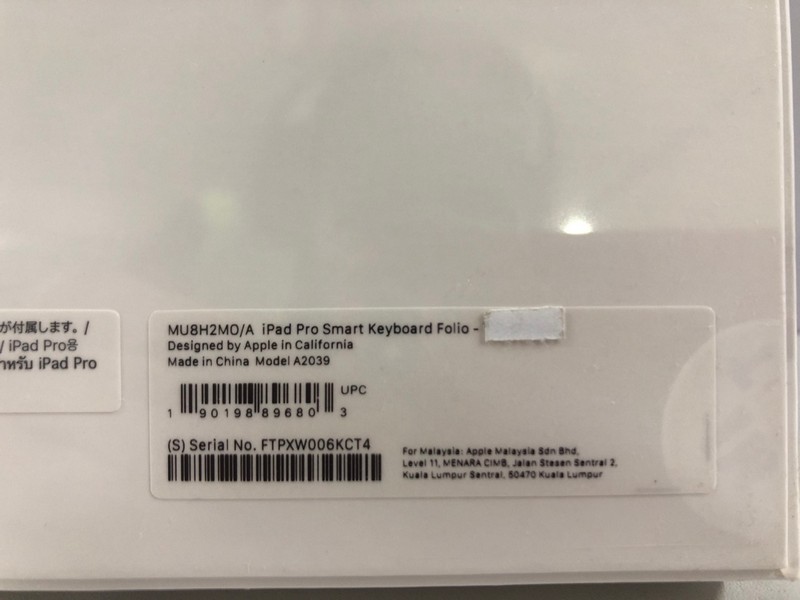 が付属します。/
/ iPad Pro용
าหรับ iPad Pro
MU8H2MO/A iPad Pro Smart Keyboard Folio -
Designed by Apple in California
Made in China Model A2039
UPC
1 90198 89680 3
(S) Serial No. FTPXW006KCT4
For Malaysia: Apple Malaysia Sdn Bhd,
Level 11, MENARA CIMB, Jalan Stesen Sentral 2,
Kuala Lumpur Sentral, 50470 Kuala Lumpur